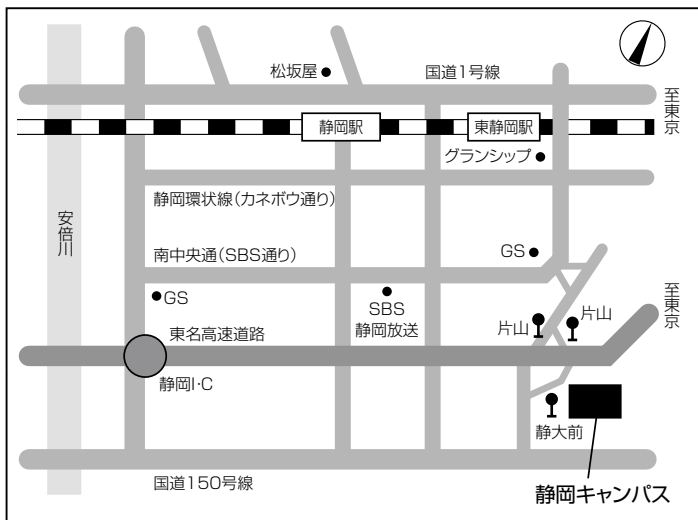 松坂屋
国道1号線
至東京
静岡駅
東静岡駅
グランシップ
静岡環状線(カネボウ通り)
安倍川
南中央通(SBS通り)
GS
GS
SBS
静岡放送
至東京
東名高速道路
片山
片山
静岡I・C
静大前
国道150号線
静岡キャンパス